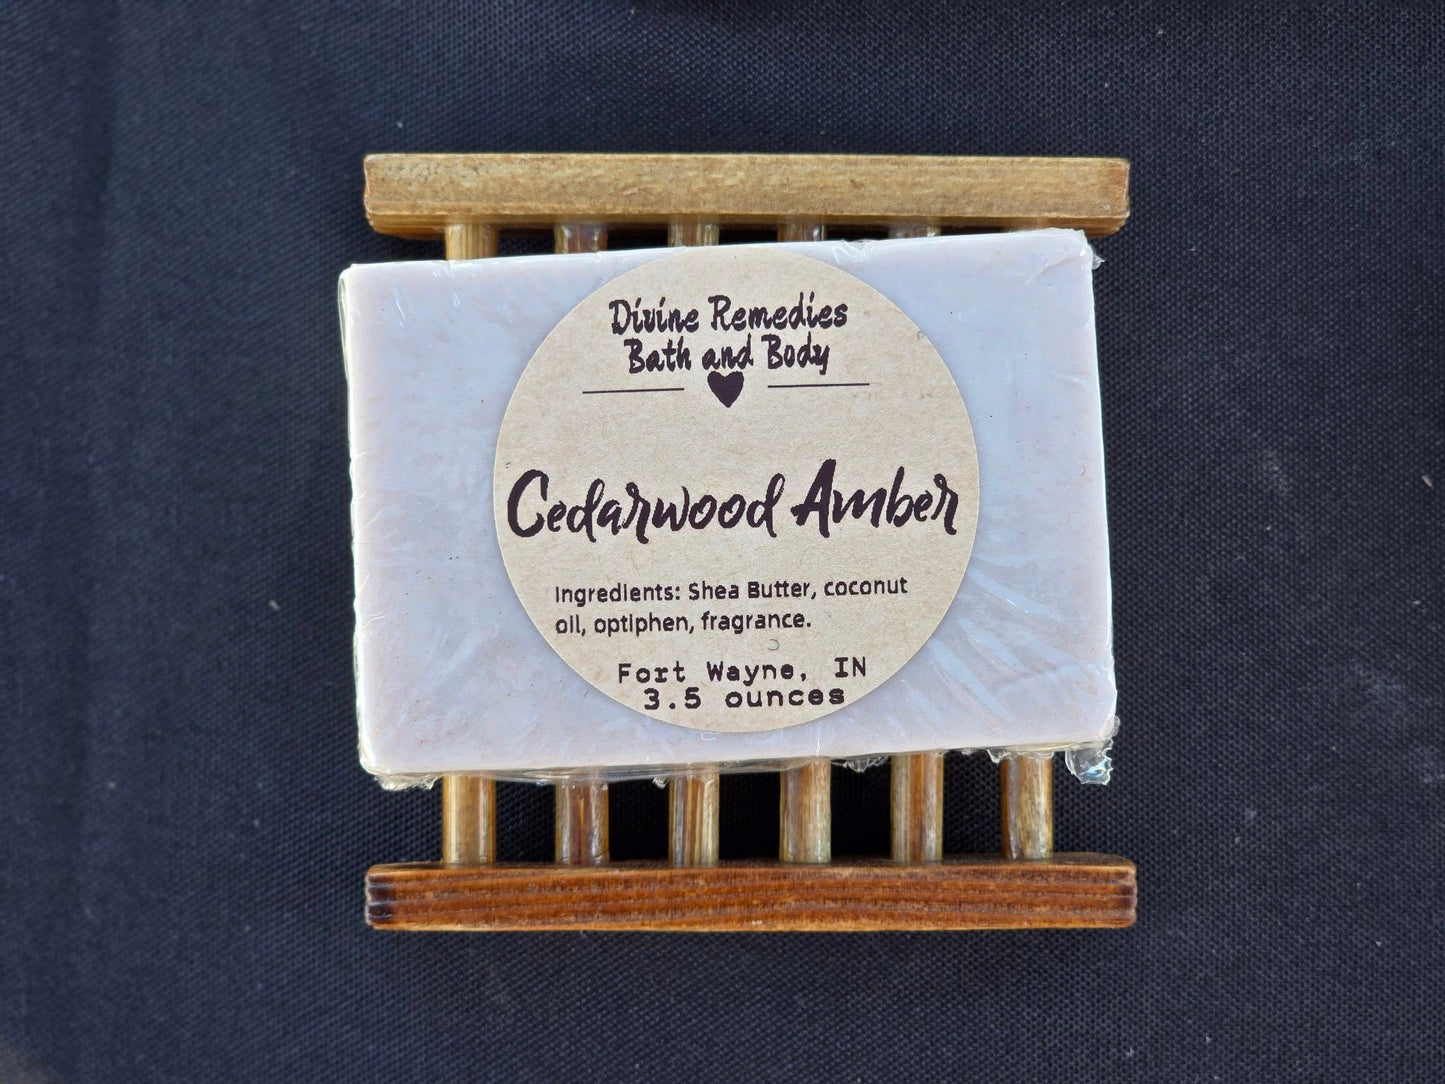 Divine Remedies
Bath and Body
Cedarwood Amber
Ingredients: Shea Butter, coconut
oil, optiphen, fragrance.
Fort Wayne, IN
3.5 ounces